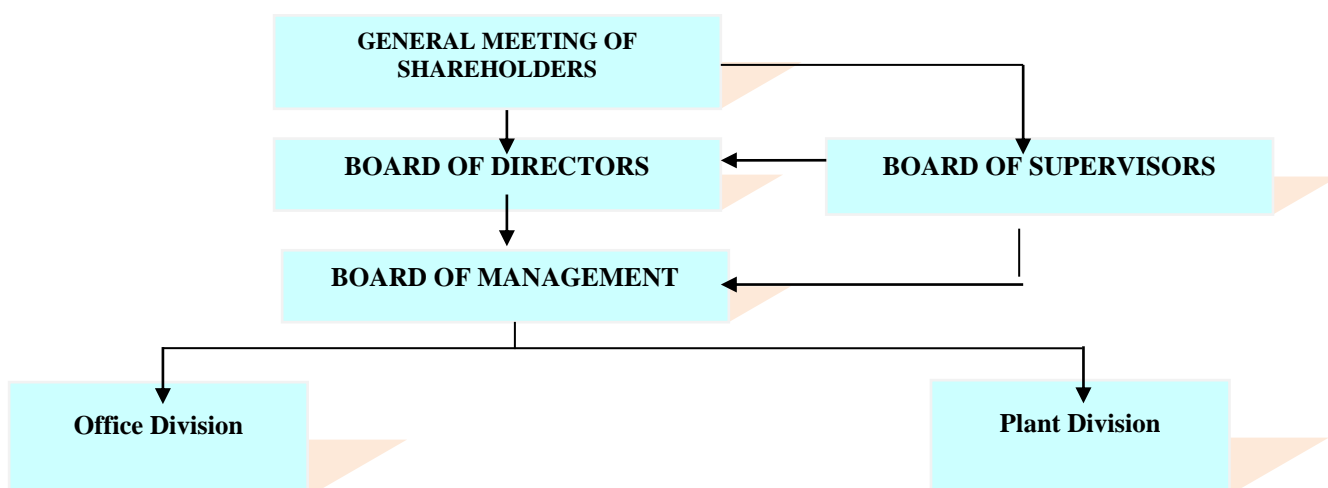 GENERAL MEETING OF
SHAREHOLDERS
BOARD OF DIRECTORS
BOARD OF SUPERVISORS
BOARD OF MANAGEMENT
Office Division
Plant Division